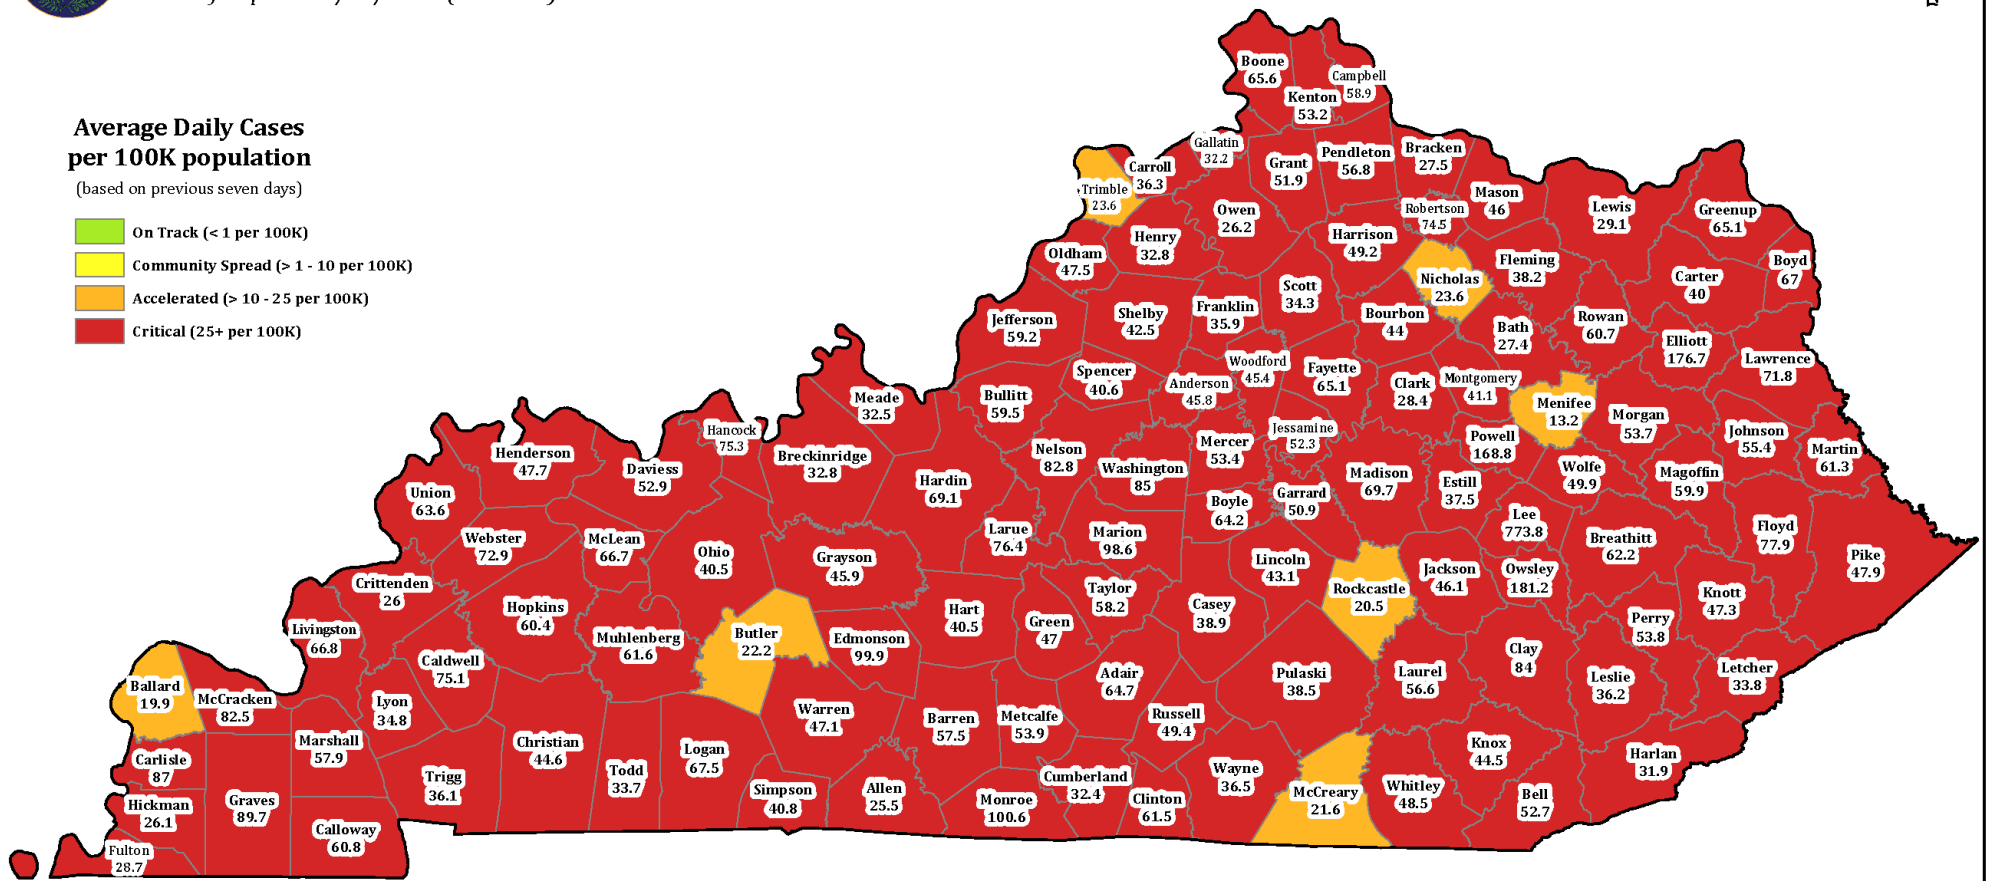 Average Daily Cases
per 100K population
(based on previous seven days)
On Track (< 1 per 100K)
Community Spread (> 1 - 10 per 100K)
Accelerated (> 10 - 25 per 100K)
Critical (25+ per 100K)
Boone
65.6
Campbell
58.9
Kenton
53.2
Gallatin
32.2
Carroll
36.3
Trimble
23.6
Grant
51.9
Pendleton
56.8
Bracken
27.5
Mason
46
Robertson
74.5
Lewis
29.1
Greenup
65.1
Owen
26.2
Henry
32.8
Oldham
47.5
Harrison
49.2
Nicholas
23.6
Fleming
38.2
Carter
40
Boyd
67
Scott
34.3
Franklin
35.9
Shelby
42.5
Jefferson
59.2
Bourbon
44
Bath
27.4
Rowan
60.7
Elliott
176.7
Lawrence
71.8
Woodford
45.4
Fayette
65.1
Spencer
40.6
Anderson
45.8
Clark
28.4
Montgomery
41.1
Menifee
13.2
Morgan
53.7
Johnson
55.4
Martin
61.3
Bullitt
59.5
Meade
32.5
Hancock
75.3
Breckinridge
32.8
Henderson
47.7
Daviess
52.9
Union
63.6
Jessamine
52.3
Mercer
53.4
Nelson
82.8
Washington
85
Powell
168.8
Wolfe
49.9
Magoffin
59.9
Hardin
69.1
Madison
69.7
Estill
37.5
Garrard
50.9
Boyle
64.2
Lee
773.8
Breathitt
62.2
Floyd
77.9
Pike
47.9
Webster
72.9
McLean
66.7
Ohio
40.5
Grayson
45.9
Larue
76.4
Marion
98.6
Lincoln
43.1
Rockcastle
20.5
Jackson
46.1
Owsley
181.2
Knott
47.3
Perry
53.8
Crittenden
26
Hopkins
60.4
Livingston
66.8
Muhlenberg
61.6
Butler
22.2
Edmonson
99.9
Hart
40.5
Green
47
Taylor
58.2
Casey
38.9
Caldwell
75.1
Lyon
34.8
Ballard
19.9
McCracken
82.5
Adair
64.7
Pulaski
38.5
Laurel
56.6
Clay
84
Leslie
36.2
Letcher
33.8
Marshall
57.9
Christian
44.6
Warren
47.1
Barren
57.5
Metcalfe
53.9
Russell
49.4
Knox
44.5
Harlan
31.9
Carlisle
87
Trigg
36.1
Todd
33.7
Logan
67.5
Simpson
40.8
Allen
25.5
Monroe
100.6
Cumberland
32.4
Clinton
61.5
Wayne
36.5
McCreary
21.6
Whitley
48.5
Bell
52.7
Hickman
26.1
Graves
89.7
Calloway
60.8
Fulton
28.7